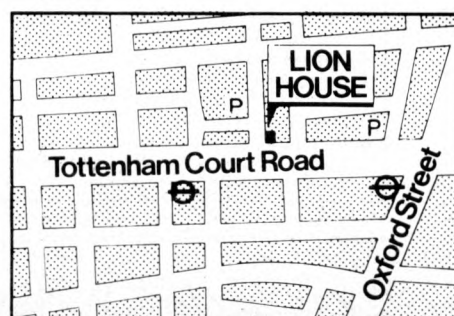 LION
HOUSE
P
P
Tottenham Court Road
Oxford Street